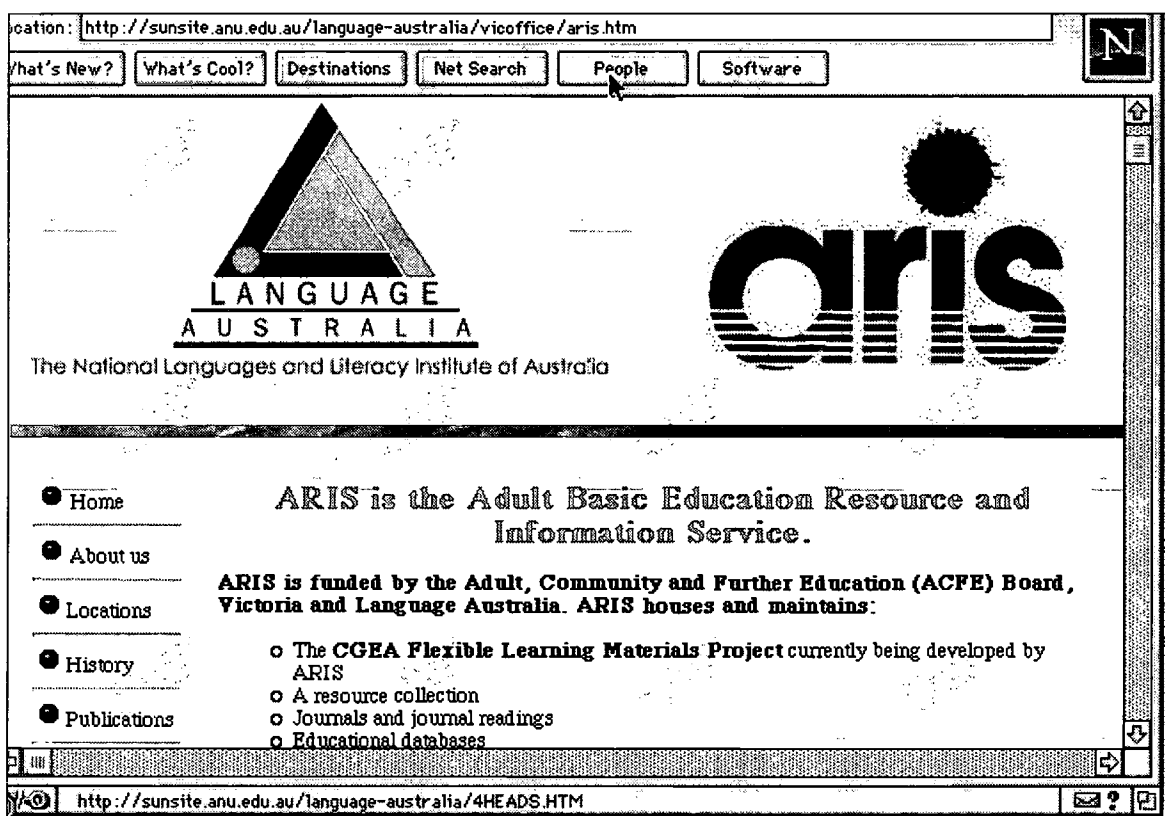 ocation: http://sunsite.anu.edu.au/language-australia/vicoffice/aris.htm
hat's New? What's Cool? Destinations Net Search People Software
N
LANGUAGE
AUSTRALIA
The National Languages and Literacy Institute of Australia
aris
Home
About us
Locations
History
Publications
ARIS is the Adult Basic Education Resource and
Information Service.
ARIS is funded by the Adult, Community and Further Education (ACFE) Board,
Victoria and Language Australia. ARIS houses and maintains:
The CGEA Flexible Learning Materials Project currently being developed by
ARIS
A resource collection
Journals and journal readings
Educational databases
http://sunsite.anu.edu.au/language-australia/4HEADS.HTM
?